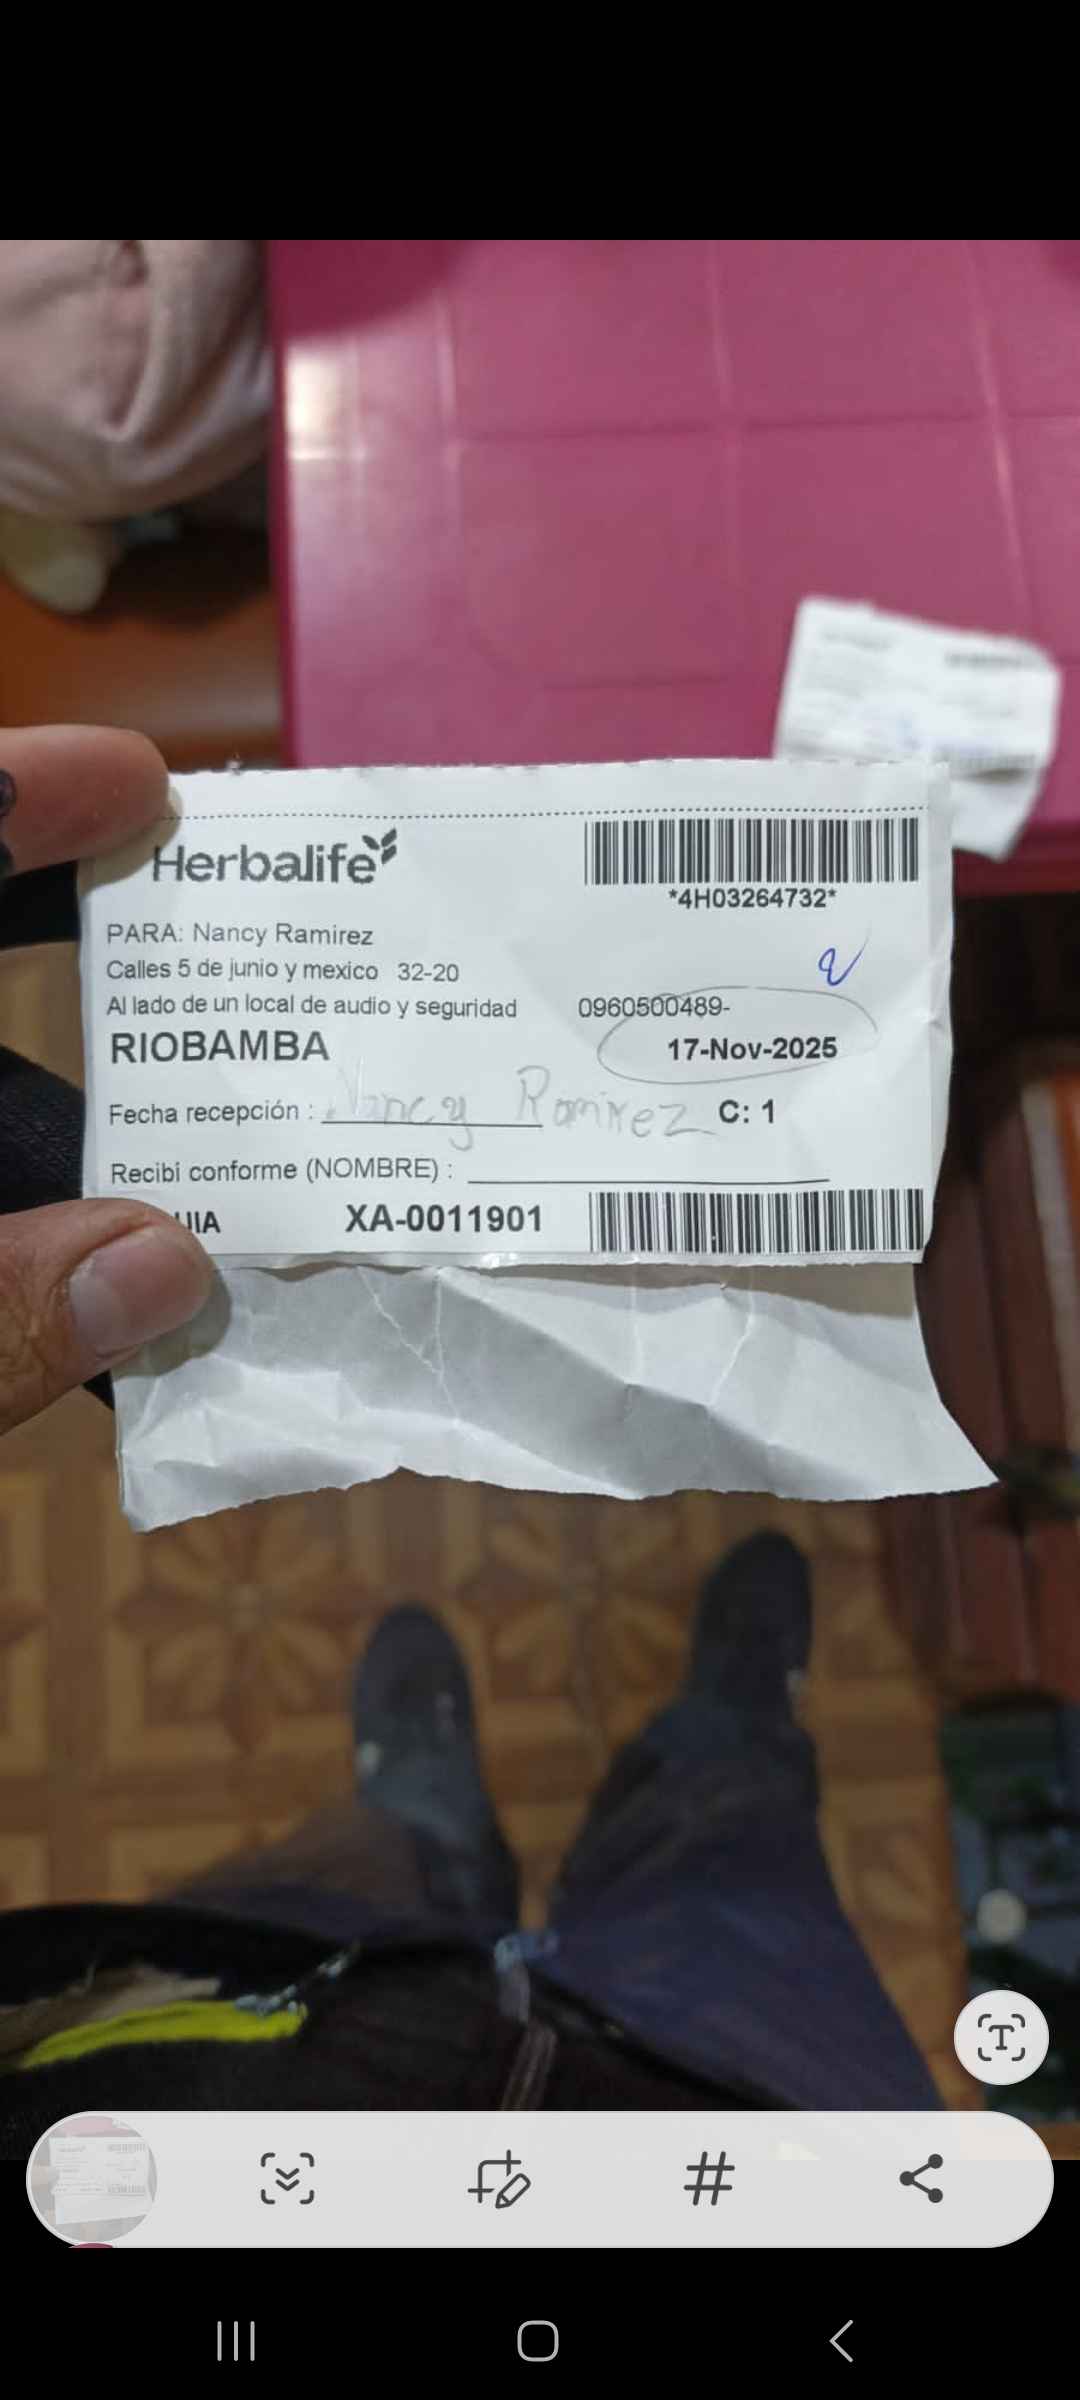 Herbalife
*4H03264732*
PARA: Nancy Ramirez
Calles 5 de junio y mexico 32-20
Al lado de un local de audio y seguridad 0960500489-
RIOBAMBA 17-Nov-2025
Fecha recepción : Nancy Ramirez C: 1
Recibi conforme (NOMBRE) :
XA-0011901